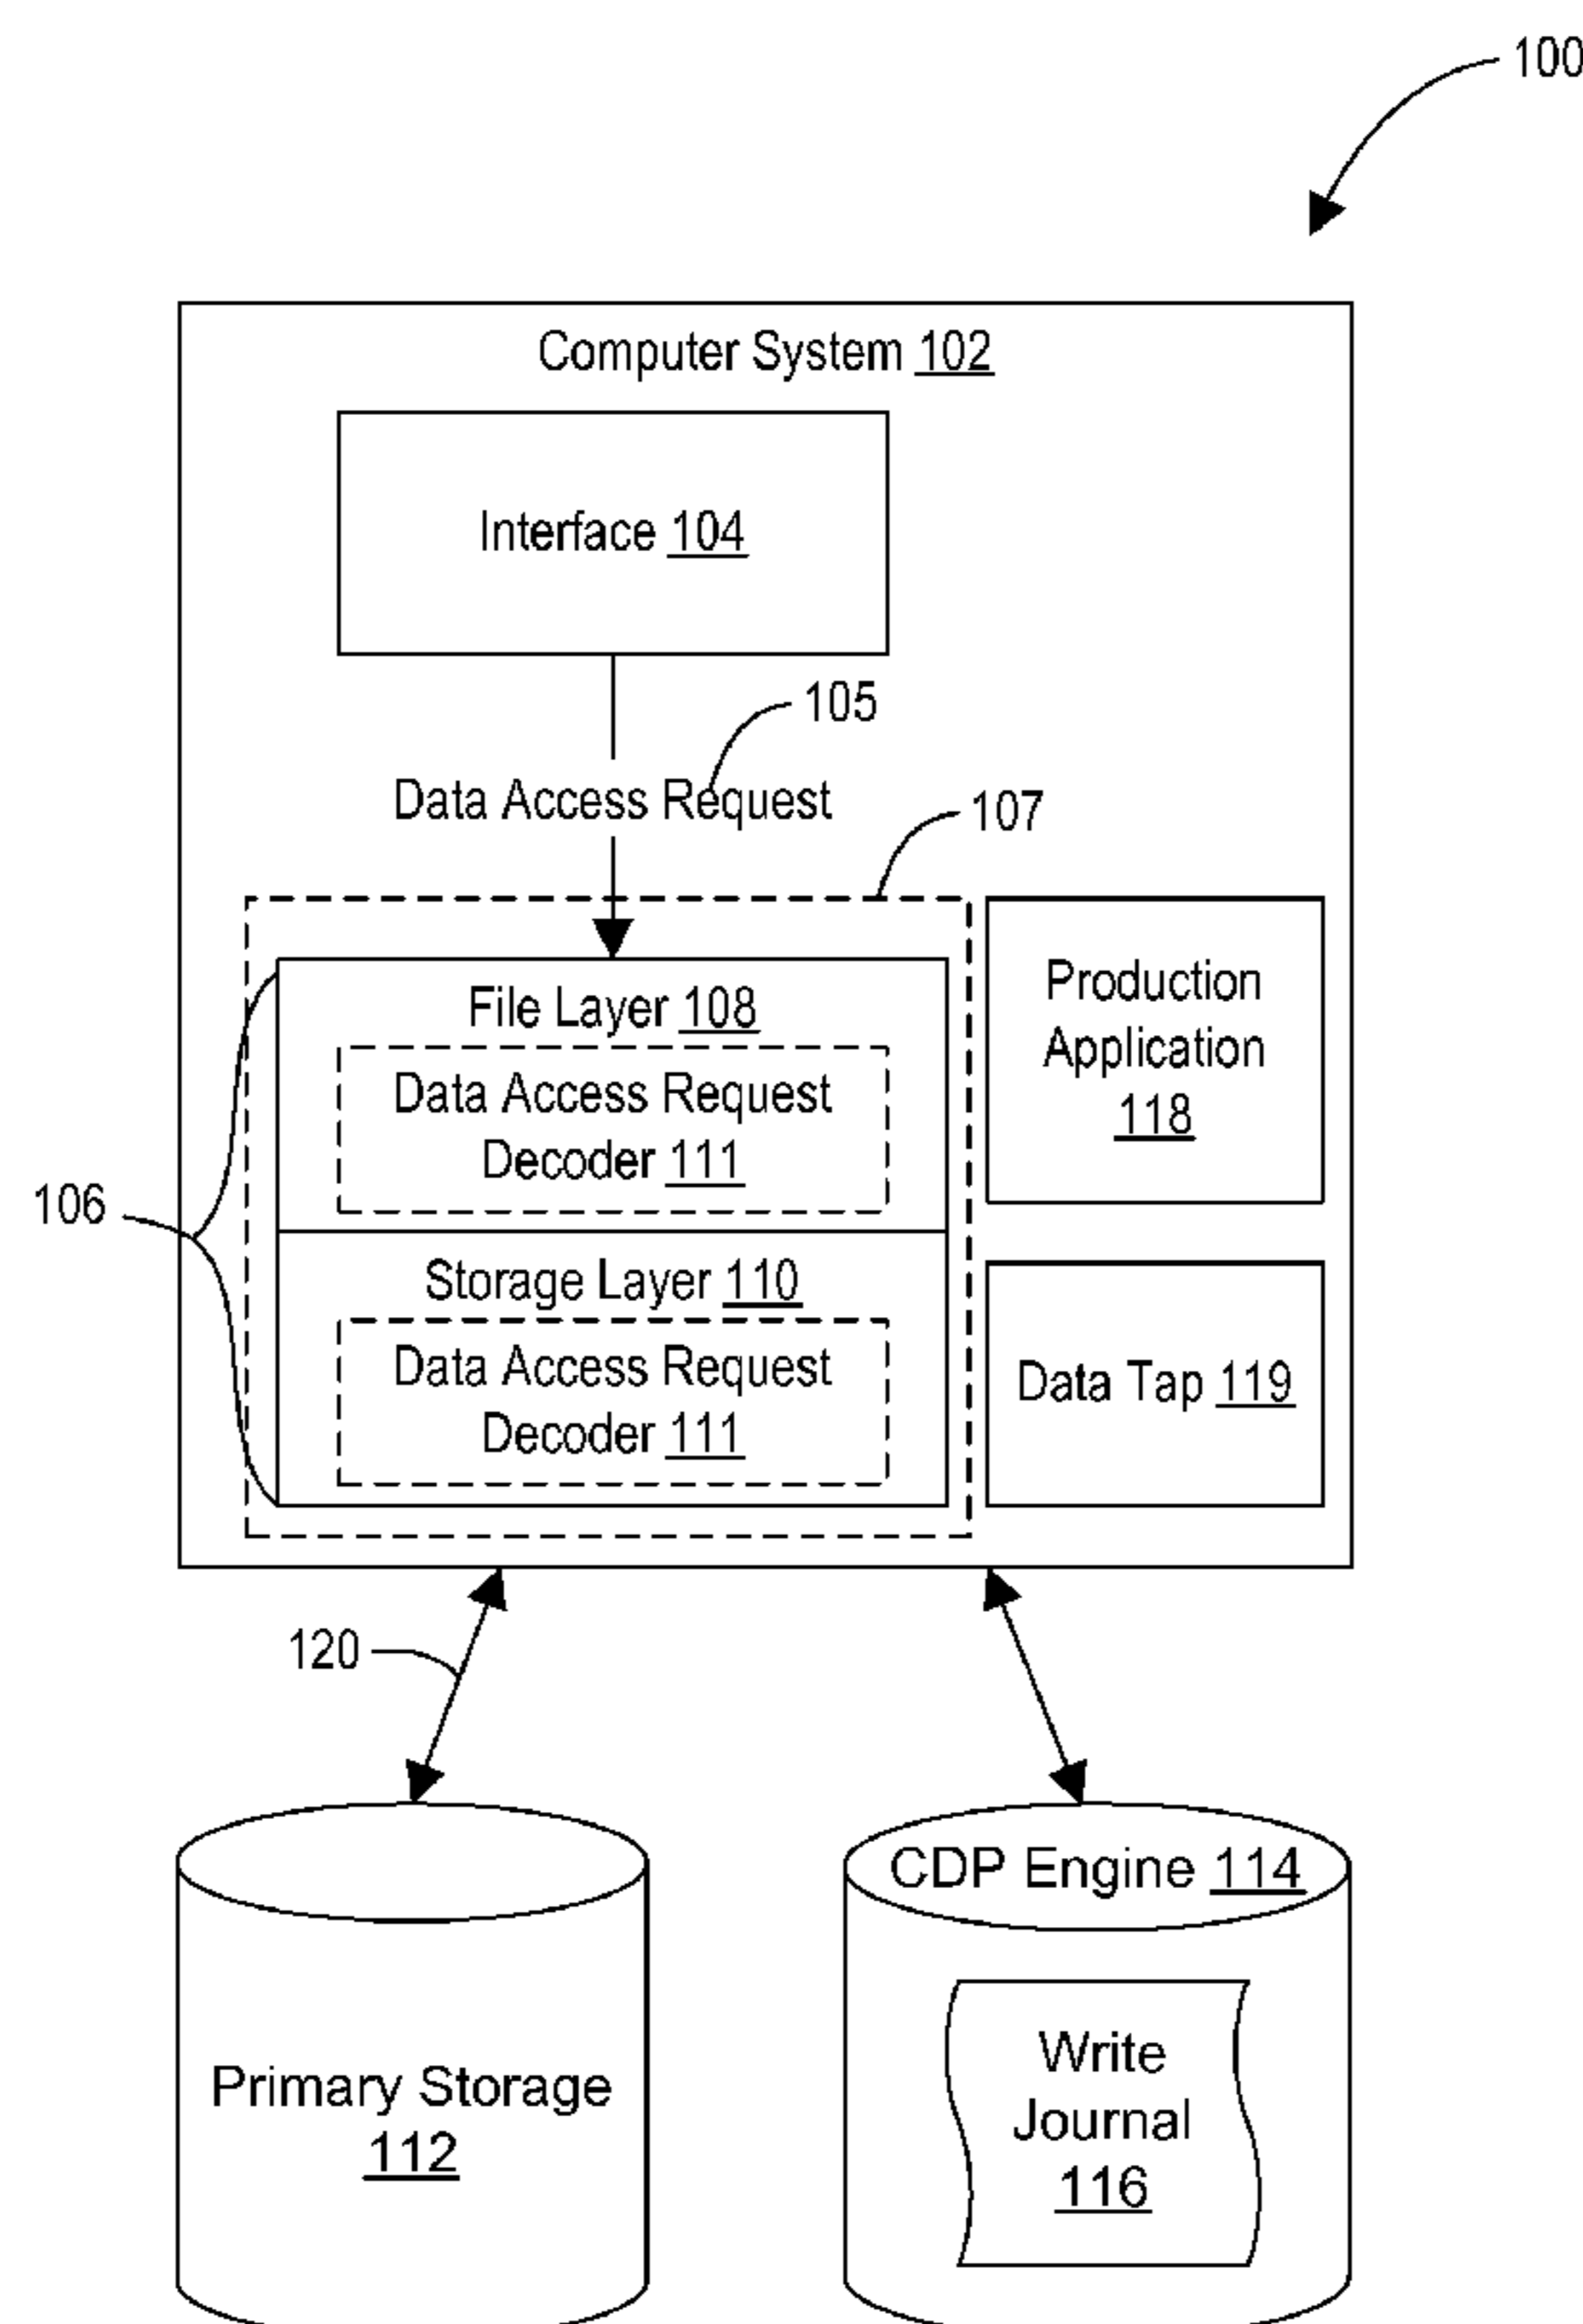 100
Computer System 102
Interface 104
105
Data Access Request
107
File Layer 108
Data Access Request
Decoder 111
Production
Application
118
106
Storage Layer 110
Data Access Request
Decoder 111
Data Tap 119
120
CDP Engine 114
Primary Storage
112
Write
Journal
116